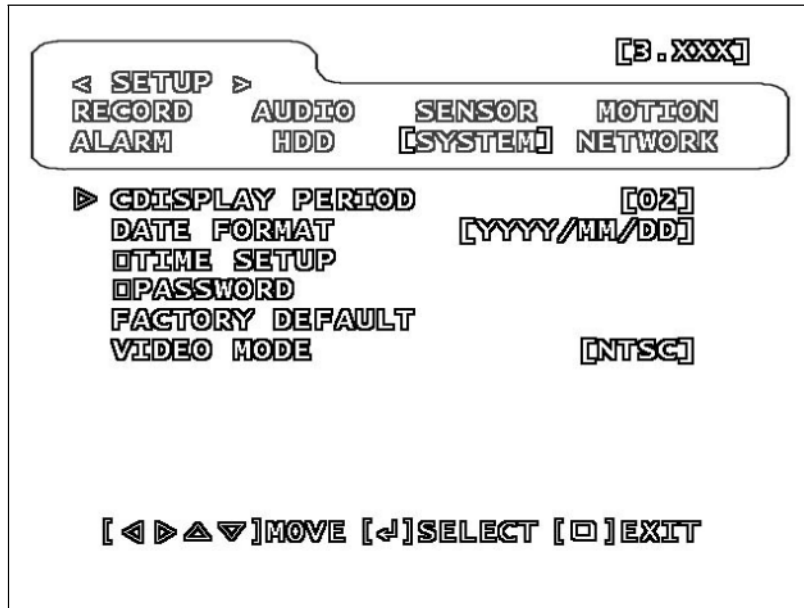 [3.XXX]
< SETUP >
RECORD AUDIO SENSOR MOTION
ALARM HDD [SYSTEM] NETWORK
▷ CDISPLAY PERIOD [02]
DATE FORMAT [YYYY/MM/DD]
□TIME SETUP
□PASSWORD
FACTORY DEFAULT
VIDEO MODE [NTSC]
[◁▷△▽]MOVE [↲]SELECT [□]EXIT